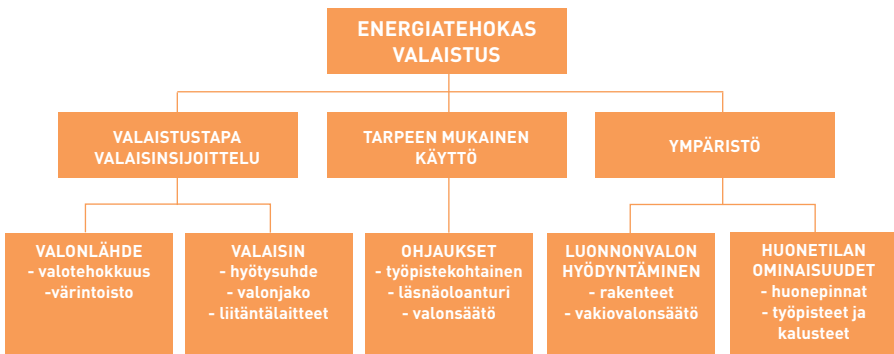 ENERGIATEHOKAS
VALAISTUS
VALAISTUSTAPA
VALAISINSIJOITTELU
TARPEEN MUKAINEN
KÄYTTÖ
YMPÄRISTÖ
VALONLÄHDE
- valotehokkuus
-värintoisto
VALAISIN
- hyötysuhde
- valonjako
- liitäntälaitteet
OHJAUKSET
- työpistekohtainen
- läsnäoloanturi
- valonsäätö
LUONNONVALON
HYÖDYNTÄMINEN
- rakenteet
- vakiovalonsäätö
HUONETILAN
OMINAISUUDET
- huonepinnat
- työpisteet ja
kalusteet